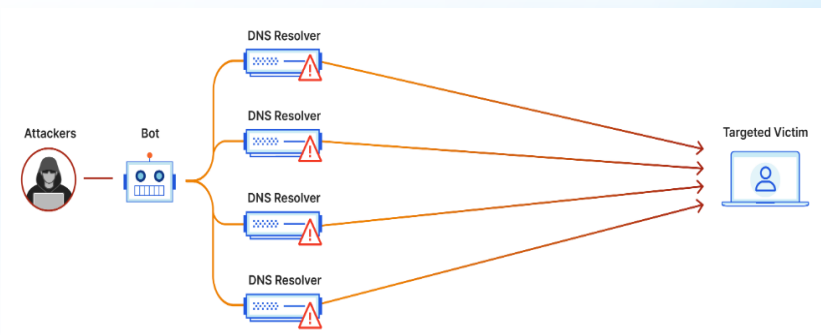 DNS Resolver
DNS Resolver
Attackers
Bot
Targeted Victim
DNS Resolver
DNS Resolver